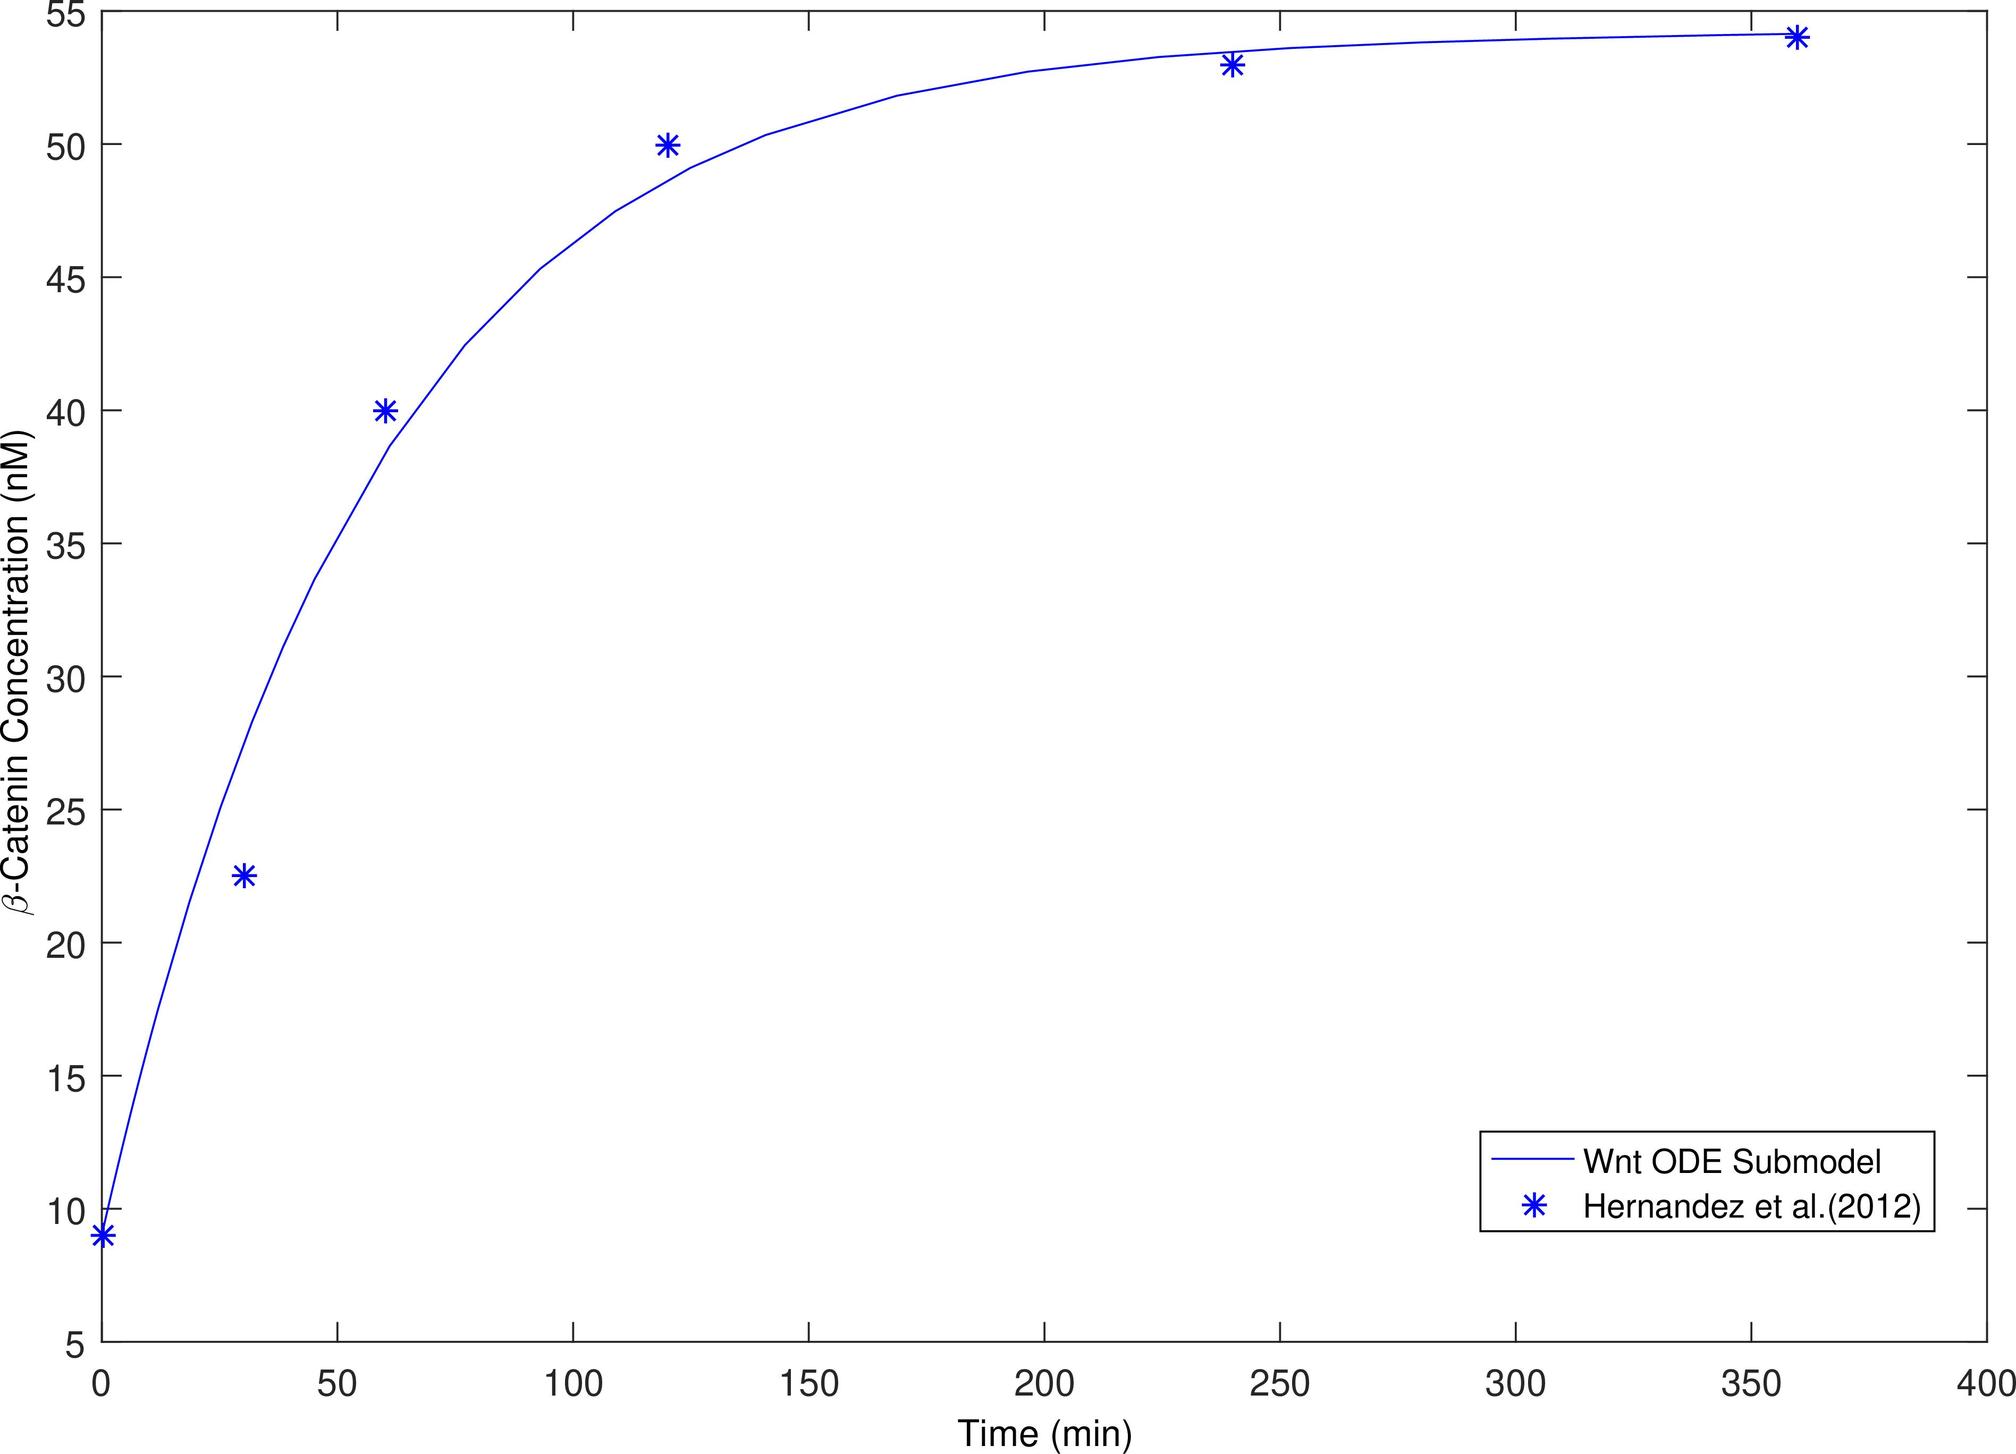 55
50
45
40
35
30
25
20
15
10
5
β-Catenin Concentration (nM)
Wnt ODE Submodel
Hernandez et al.(2012)
0 50 100 150 200 250 300 350 400
Time (min)